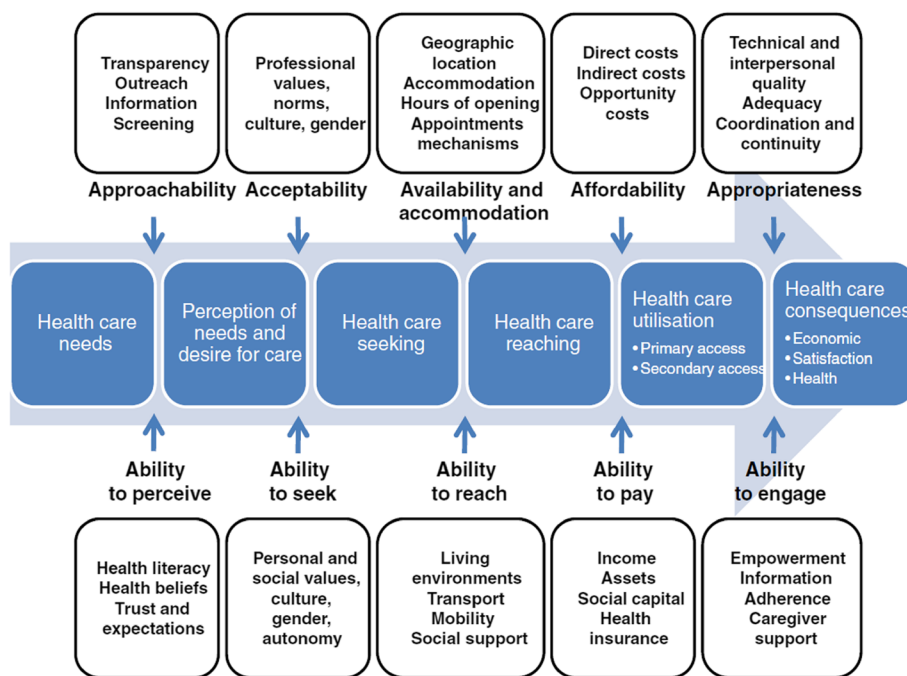 Transparency
Outreach
Information
Screening
Professional
values,
norms,
culture, gender
Geographic
location
Accommodation
Hours of opening
Appointments
mechanisms
Direct costs
Indirect costs
Opportunity
costs
Technical and
interpersonal
quality
Adequacy
Coordination and
continuity
Approachability
Acceptability
Availability and
accommodation
Affordability
Appropriateness
Health care
needs
Perception of
needs and
desire for care
Health care
seeking
Health care
reaching
Health care
utilisation
•Primary access
•Secondary access
Health care
consequences
•Economic
•Satisfaction
•Health
Ability
to perceive
Ability
to seek
Ability
to reach
Ability
to pay
Ability
to engage
Health literacy
Health beliefs
Trust and
expectations
Personal and
social values,
culture,
gender,
autonomy
Living
environments
Transport
Mobility
Social support
Income
Assets
Social capital
Health
insurance
Empowerment
Information
Adherence
Caregiver
support